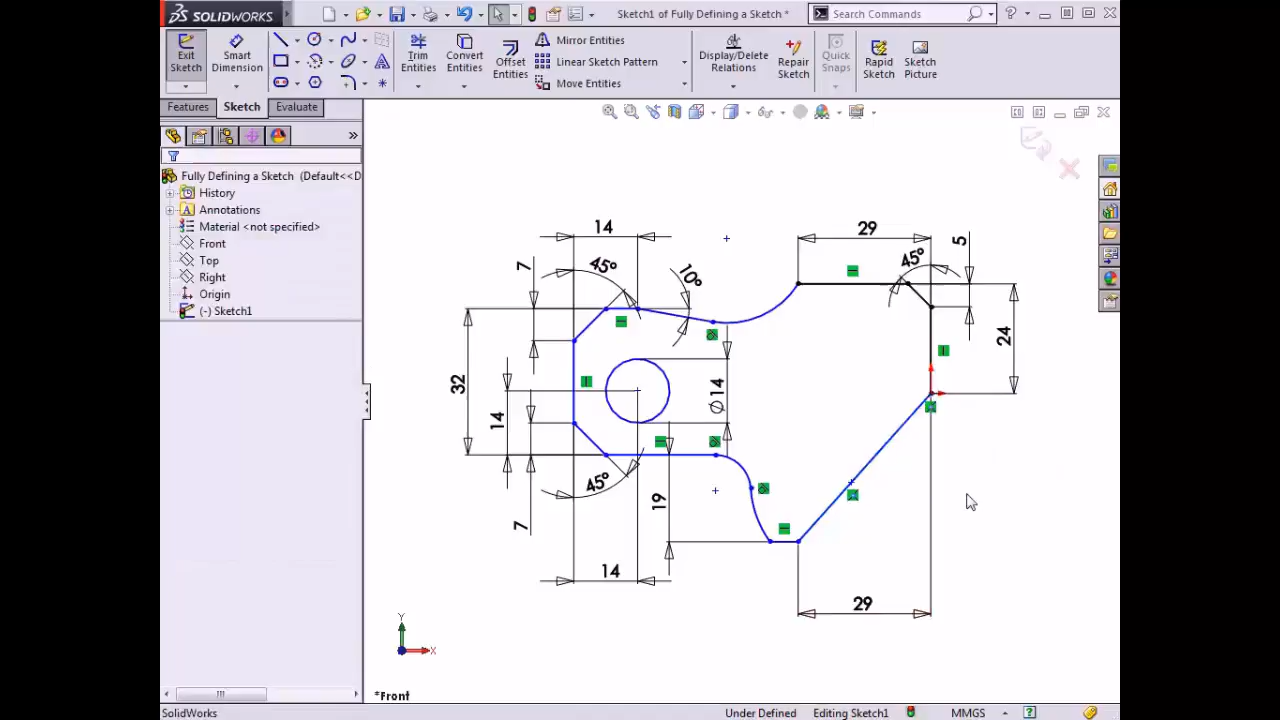 SOLIDWORKS
Sketch1 of Fully Defining a Sketch *
Search Commands
Exit Sketch
Smart Dimension
Trim Entities
Convert Entities
Offset Entities
Mirror Entities
Linear Sketch Pattern
Move Entities
Display/Delete Relations
Repair Sketch
Quick Snaps
Rapid Sketch
Sketch Picture
Features
Sketch
Evaluate
Fully Defining a Sketch (Default<<D
History
Annotations
Material <not specified>
Front
Top
Right
Origin
(-) Sketch1
14
29
5
7
45°
10°
45°
24
32
14
Ø14
45°
19
7
14
29
Y
X
*Front
SolidWorks
Under Defined
Editing Sketch1
MMGS